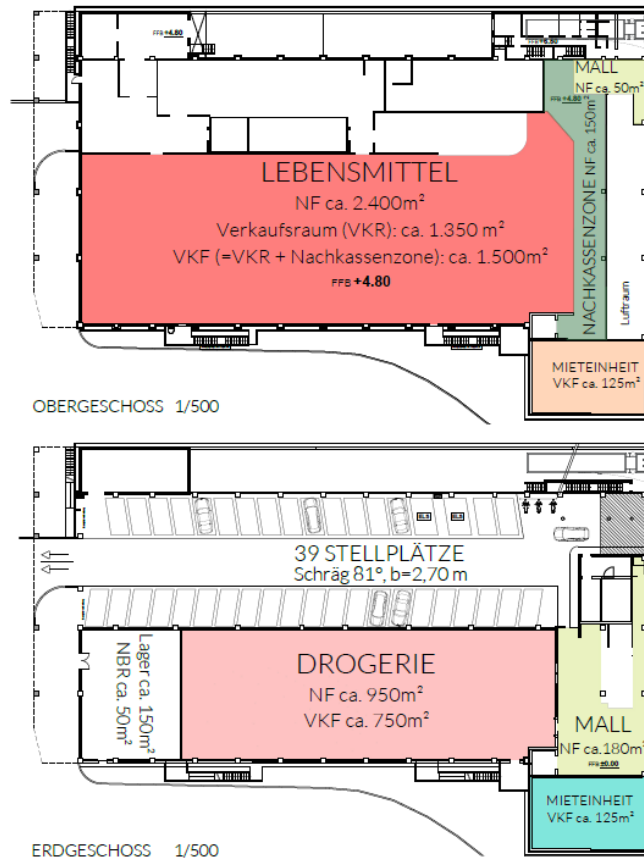 FFB +4.80
MALL
NF ca. 50m²
FFB +4.80
NACHKASSENZONE NF ca. 150m²
LEBENSMITTEL
NF ca. 2.400m²
Verkaufsraum (VKR): ca. 1.350 m²
VKF (=VKR + Nachkassenzone): ca. 1.500m²
FFB +4.80
Luftraum
MIETEINHEIT
VKF ca. 125m²
OBERGESCHOSS 1/500
39 STELLPLÄTZE
Schräg 81°, b=2,70 m
Lager ca. 150m²
NBR ca. 50m²
DROGERIE
NF ca. 950m²
VKF ca. 750m²
MALL
NF ca.180m²
FFB ±0.00
MIETEINHEIT
VKF ca. 125m²
ERDGESCHOSS 1/500